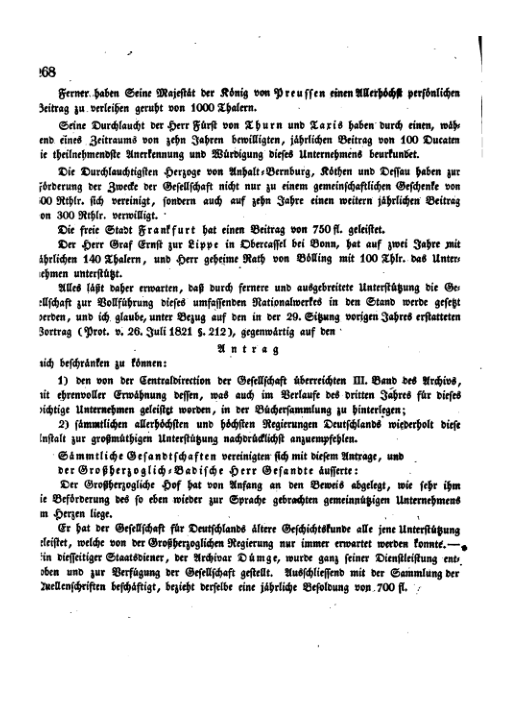 268
Ferner haben Seine Majestät der König von Preussen einen Allerhöchst persönlichen
Beitrag zu verleihen geruht von 1000 Thalern.
Seine Durchlaucht der Herr Fürst von Thurn und Taxis haben durch einen, wäh-
end eines Zeitraums von zehn Jahren bewilligten, jährlichen Beitrag von 100 Ducaten
ie theilnehmendste Anerkennung und Würdigung dieses Unternehmens beurkundet.
Die Durchlauchtigsten Herzoge von Anhalt-Bernburg, Köthen und Dessau haben zur
förderung der Zwecke der Gesellschaft nicht nur zu einem gemeinschaftlichen Geschenke von
00 Rthlr. sich vereinigt, sondern auch auf zehn Jahre einen weitern jährlichen Beitrag
on 300 Rthlr. verwilligt.
Die freie Stadt Frankfurt hat einen Beitrag von 750 fl. geleistet.
Der Herr Graf Ernst zur Lippe in Obercassel bei Bonn, hat auf zwei Jahre mit
ährlichen 140 Thalern, und Herr geheime Rath von Bölling mit 100 Thlr. das Unter-
ehmen unterstützt.
Alles läßt daher erwarten, daß durch fernere und ausgebreitete Unterstützung die Ge-
ellschaft zur Vollführung dieses umfassenden Nationalwerkes in den Stand werde gesetzt
werden, und ich glaube, unter Bezug auf den in der 29. Sitzung vorigen Jahres erstatteten
Vortrag (Prot. v. 26. Juli 1821 §. 212), gegenwärtig auf den
Antrag
mich beschränken zu können:
1) den von der Centraldirection der Gesellschaft überreichten III. Band des Archivs,
mit ehrenvoller Erwähnung dessen, was auch im Verlaufe des dritten Jahres für dieses
wichtige Unternehmen geleistet worden, in der Büchersammlung zu hinterlegen;
2) sämmtlichen allerhöchsten und höchsten Regierungen Deutschlands wiederholt diese
Anstalt zur großmüthigen Unterstützung nachdrücklichst anzuempfehlen.
Sämmtliche Gesandtschaften vereinigten sich mit diesem Antrage, und
der Großherzoglich-Badische Herr Gesandte äusserte:
Der Großherzogliche Hof hat von Anfang an den Beweis abgelegt, wie sehr ihm
ie Beförderung des so eben wieder zur Sprache gebrachten gemeinnützigen Unternehmens
m Herzen liege.
Er hat der Gesellschaft für Deutschlands ältere Geschichtskunde alle jene Unterstützung
geleistet, welche von der Großherzoglichen Regierung nur immer erwartet werden konnte. —
Ein diesseitiger Staatsdiener, der Archivar Dümge, wurde ganz seiner Dienstleistung ent-
oben und zur Verfügung der Gesellschaft gestellt. Ausschliessend mit der Sammlung der
Quellenschriften beschäftigt, bezieht derselbe eine jährliche Besoldung von 700 fl.